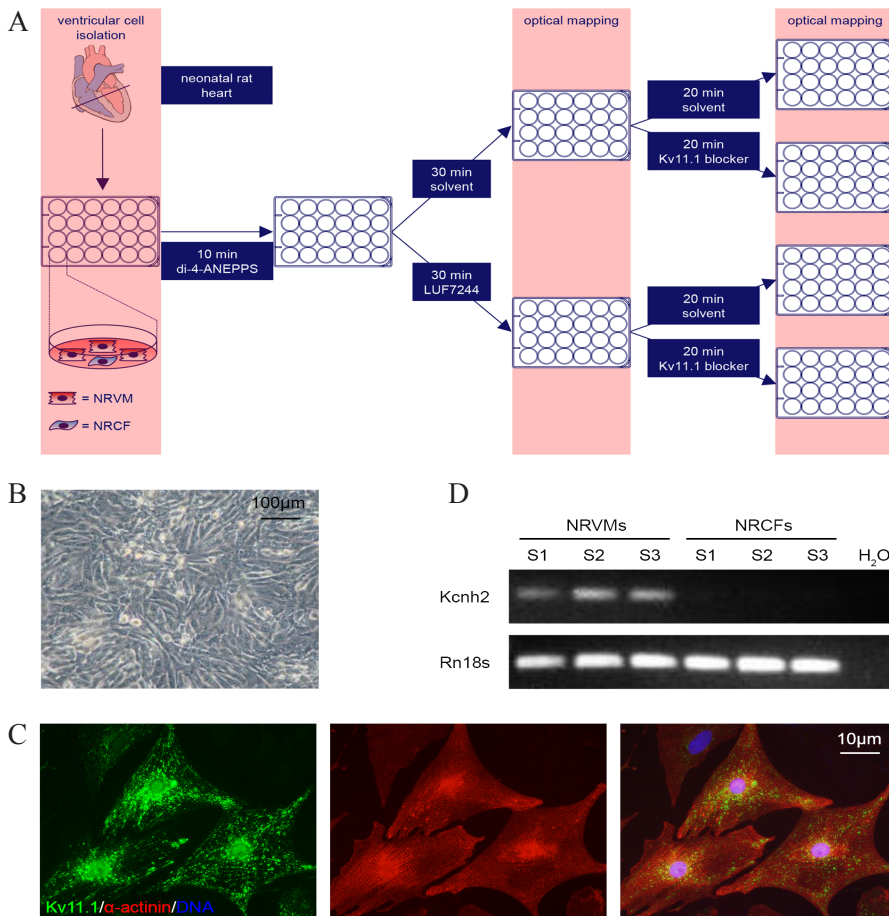 A
ventricular cell
isolation
neonatal rat
heart
10 min
di-4-ANEPPS
= NRVM
= NRCF
30 min
solvent
30 min
LUF7244
optical mapping
20 min
solvent
20 min
Kv11.1 blocker
20 min
solvent
20 min
Kv11.1 blocker
optical mapping
B
100µm
D
NRVMs NRCFs
S1 S2 S3 S1 S2 S3 H₂O
Kcnh2
Rn18s
C
Kv11.1/α-actinin/DNA
10µm